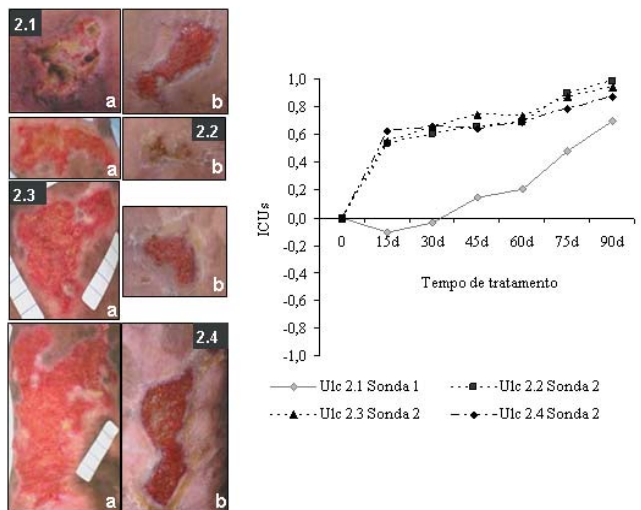 2.1
a
b
2.2
a
b
2.3
a
b
2.4
a
b
1,0
0,8
0,6
0,4
0,2
0,0
-0,2
-0,4
-0,6
-0,8
-1,0
ICUs
0 15d 30d 45d 60d 75d 90d
Tempo de tratamento
Ulc 2.1 Sonda 1
Ulc 2.2 Sonda 2
Ulc 2.3 Sonda 2
Ulc 2.4 Sonda 2